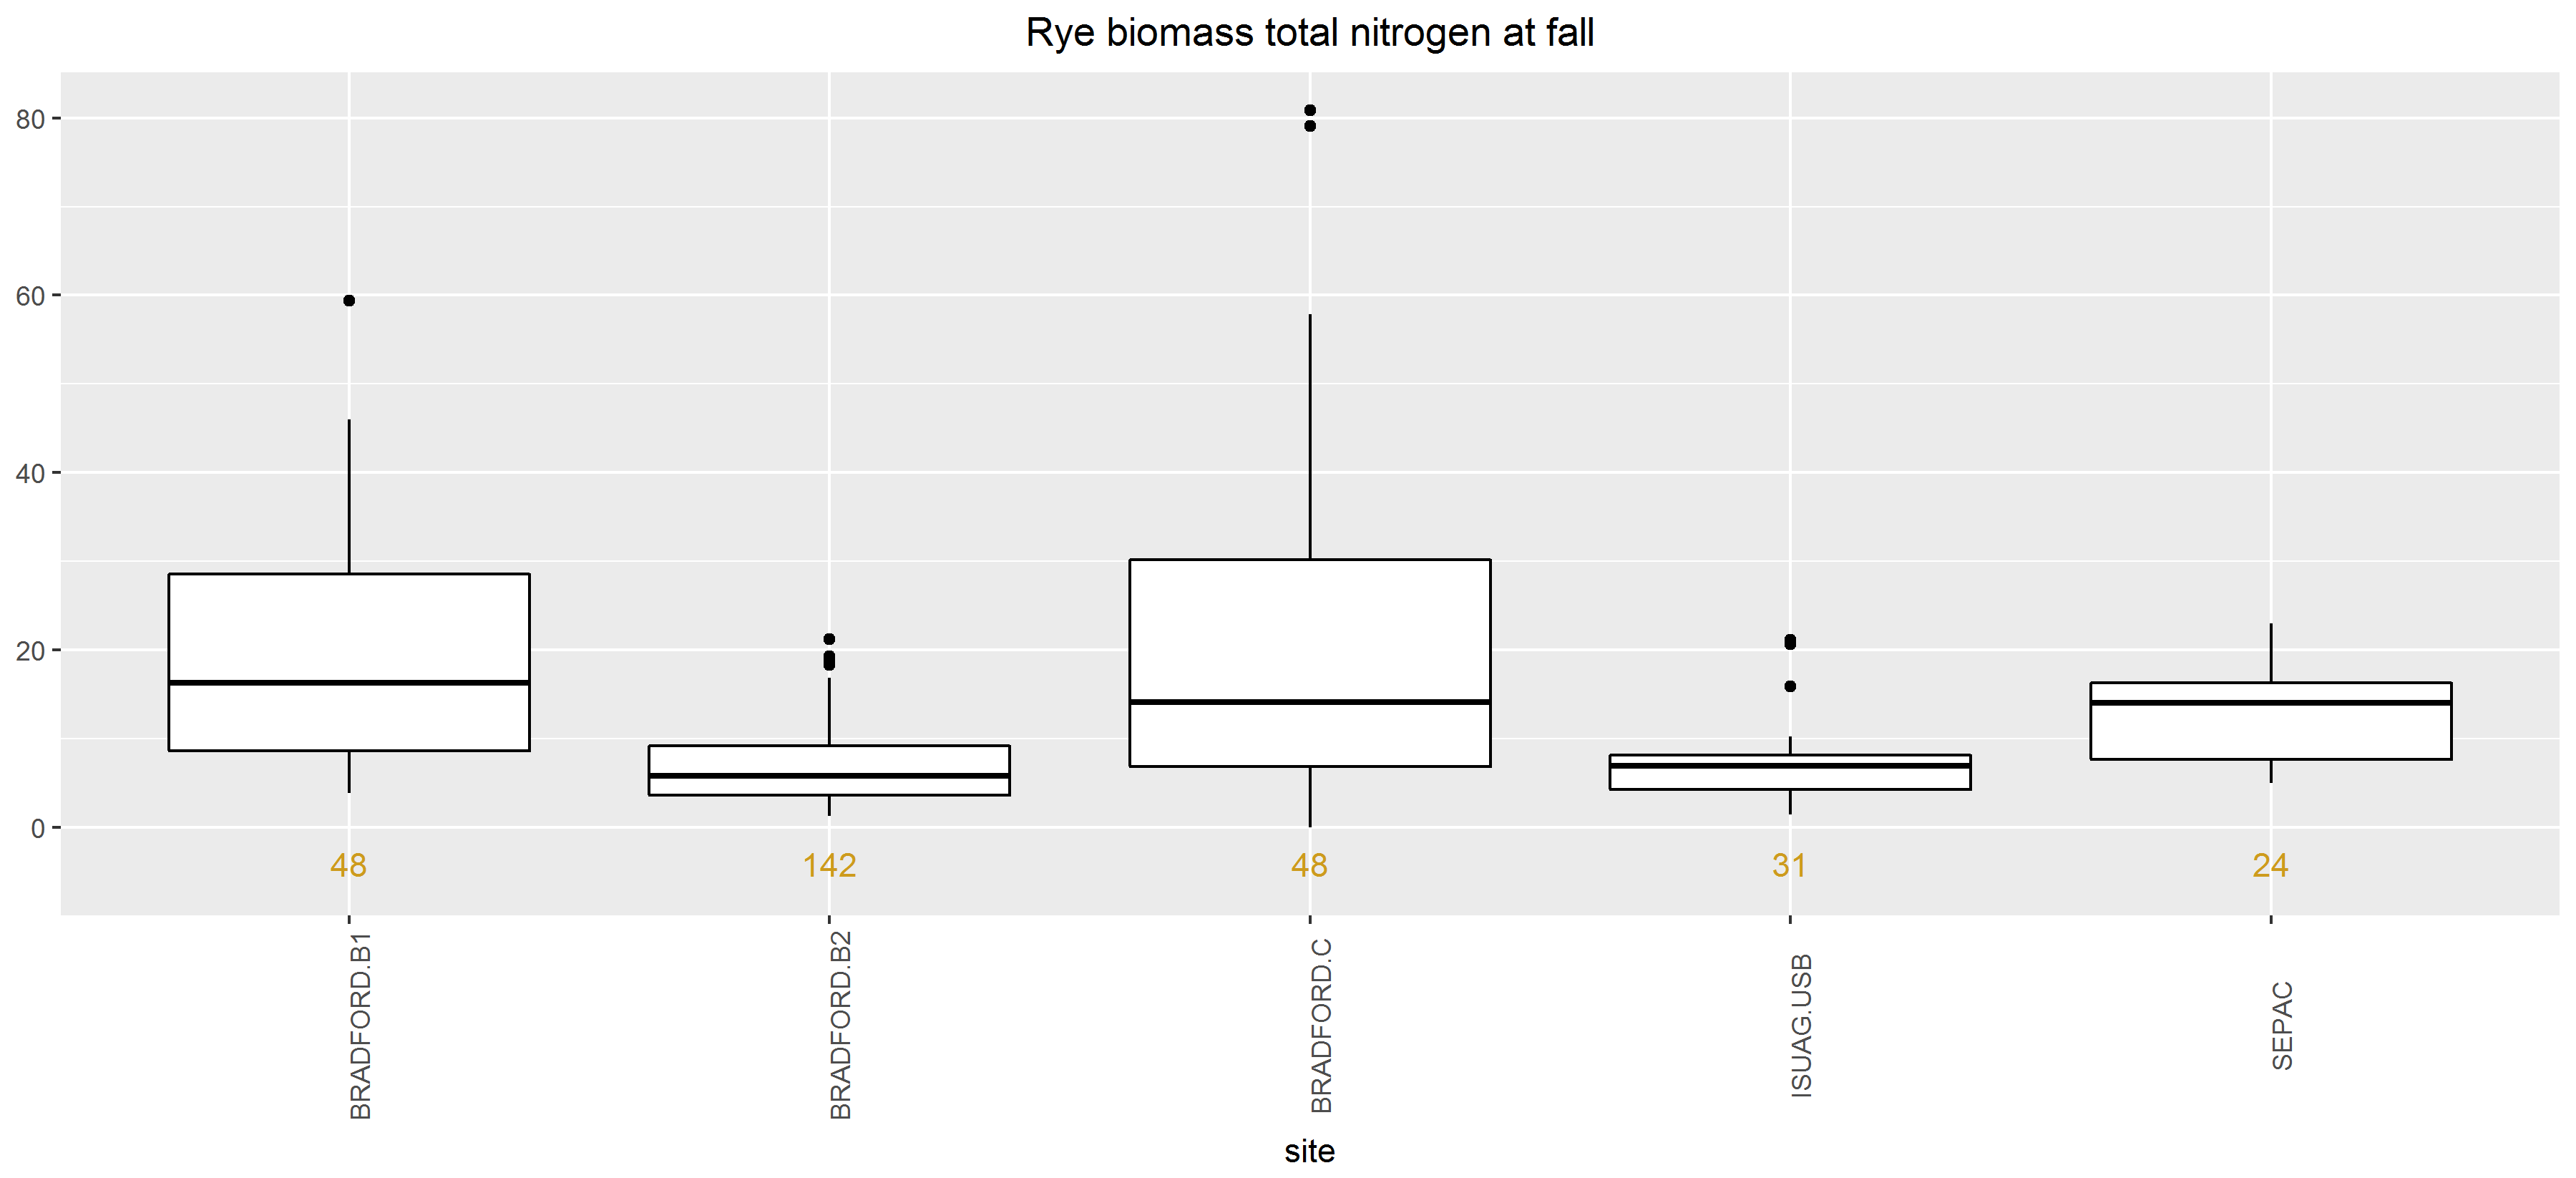 Rye biomass total nitrogen at fall
80
60
40
20
0
48 142 48 31 24
BRADFORD.B1
BRADFORD.B2
BRADFORD.C
ISUAG.USB
SEPAC
site